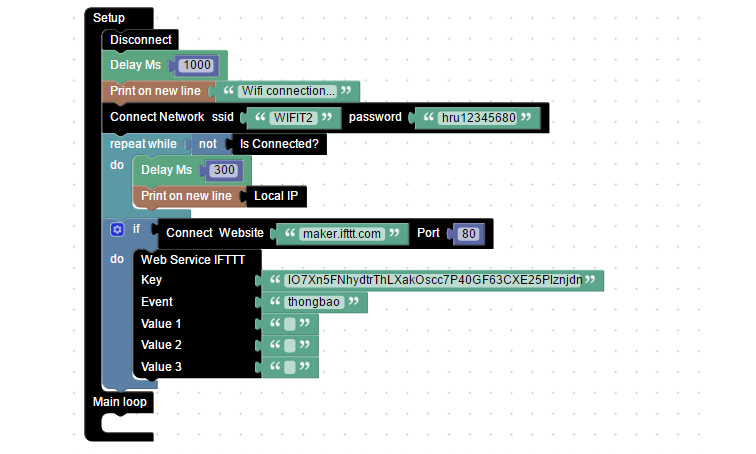 Setup
Disconnect
Delay Ms 1000
Print on new line “ Wifi connection... ”
Connect Network ssid “ WIFIT2 ” password “ hru12345680 ”
repeat while not Is Connected?
do Delay Ms 300
Print on new line Local IP
if Connect Website “ maker.ifttt.com ” Port 80
do Web Service IFTTT
Key “ IO7Xn5FNhydtrThLXakOscc7P40GF63CXE25PIznjdn ”
Event “ thongbao ”
Value 1 “ ”
Value 2 “ ”
Value 3 “ ”
Main loop